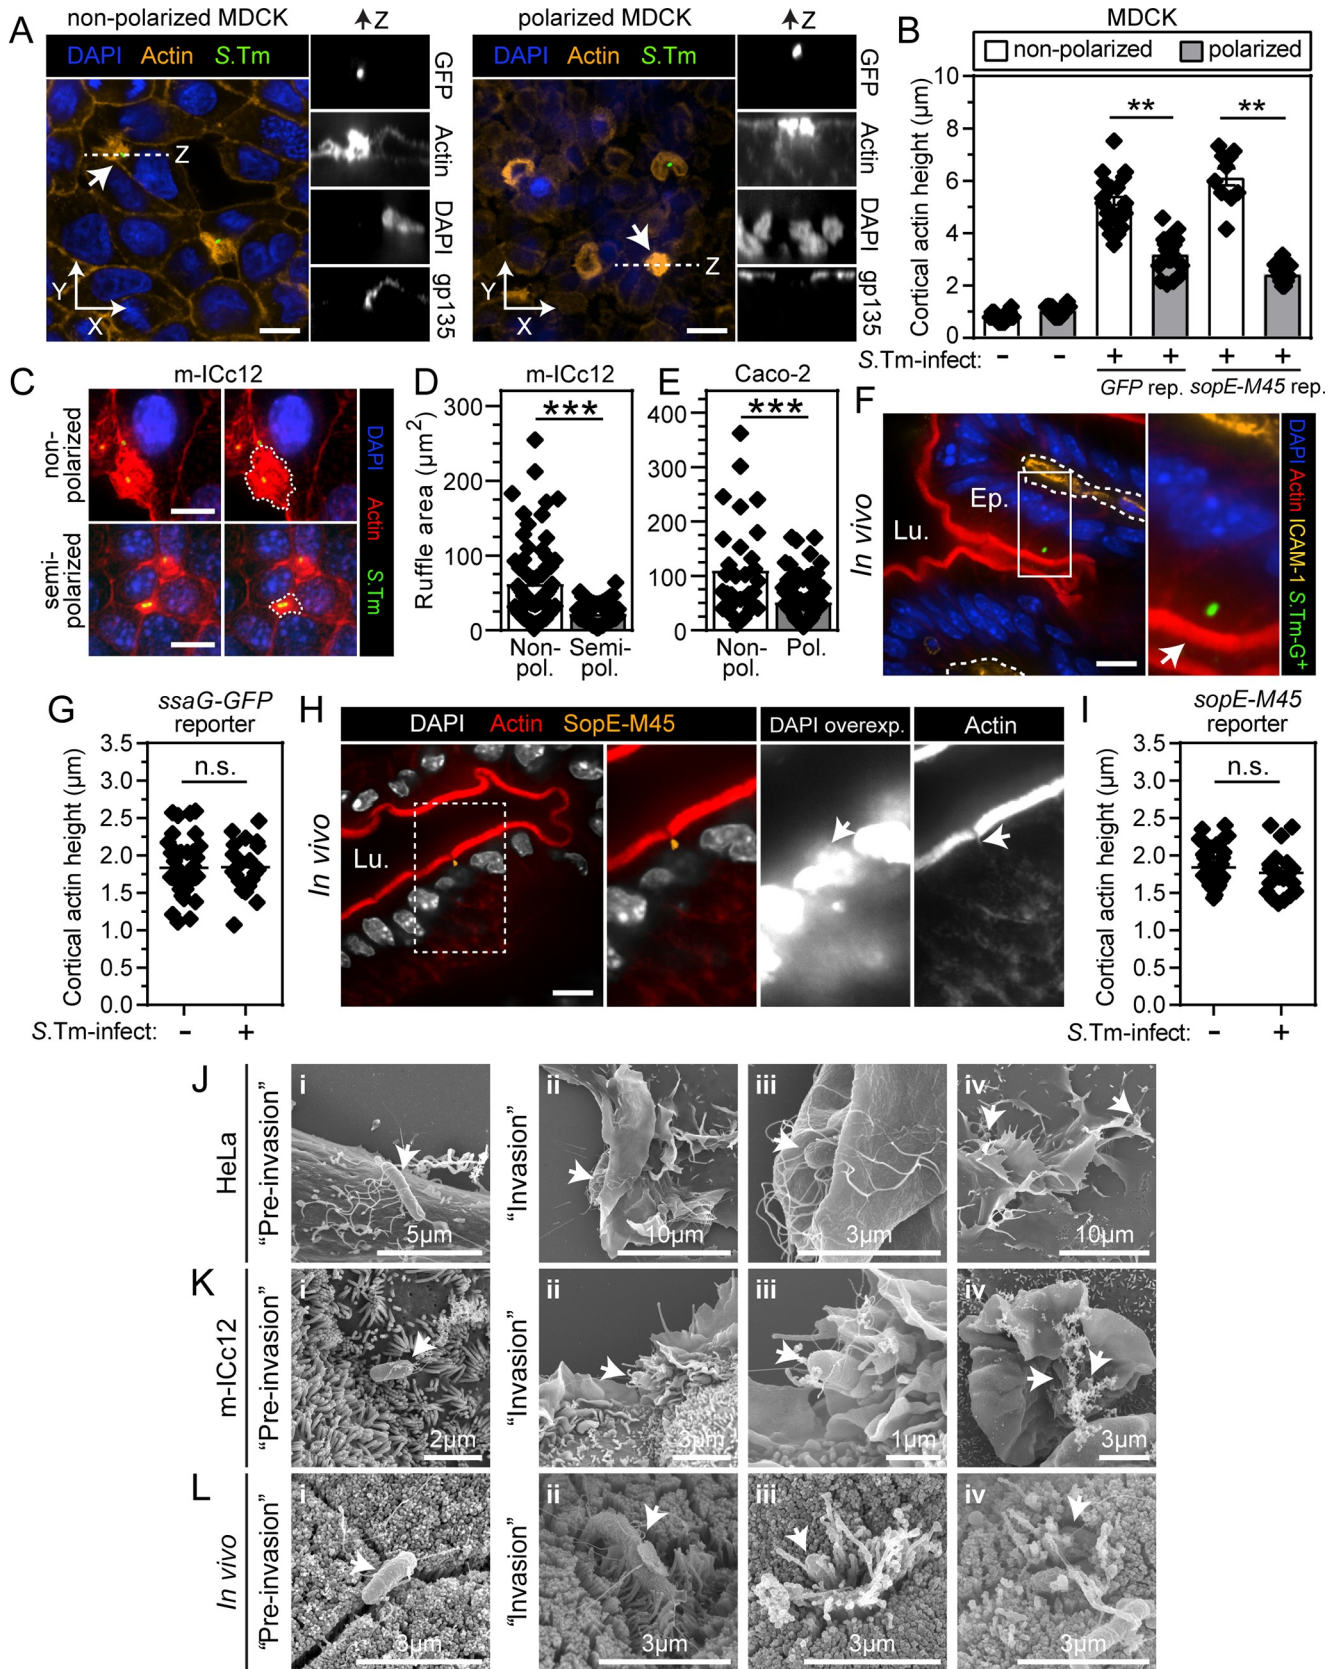 A
non-polarized MDCK
Z
DAPI Actin S.Tm
GFP
Actin
DAPI
gp135
Z
Y
X
polarized MDCK
Z
DAPI Actin S.Tm
GFP
Actin
DAPI
gp135
Z
Y
X
B
MDCK
non-polarized polarized
Cortical actin height (µm)
10
8
6
4
2
0
** **
S.Tm-infect: - - + + + +
GFP rep. sopE-M45 rep.
C
m-ICc12
non-polarized
semi-polarized
DAPI Actin S.Tm
D
m-ICc12
Ruffle area (µm²)
300
200
100
50
0
***
Non-pol.
Semi-pol.
E
Caco-2
400
300
200
100
0
***
Non-pol.
Pol.
F
In vivo
Lu.
Ep.
DAPI Actin ICAM-1 S.Tm-G⁺
G
ssaG-GFP
reporter
Cortical actin height (µm)
3.5
3.0
2.5
2.0
1.5
1.0
0.5
0.0
n.s.
S.Tm-infect: - +
H
In vivo
DAPI Actin SopE-M45
DAPI overexp.
Actin
Lu.
I
sopE-M45
reporter
Cortical actin height (µm)
3.5
3.0
2.5
2.0
1.5
1.0
0.5
0.0
n.s.
S.Tm-infect: - +
J
HeLa
"Pre-invasion"
i
5µm
"Invasion"
ii
10µm
iii
3µm
iv
10µm
K
m-ICc12
"Pre-invasion"
i
2µm
"Invasion"
ii
3µm
iii
1µm
iv
3µm
L
In vivo
"Pre-invasion"
i
3µm
"Invasion"
ii
3µm
iii
3µm
iv
3µm